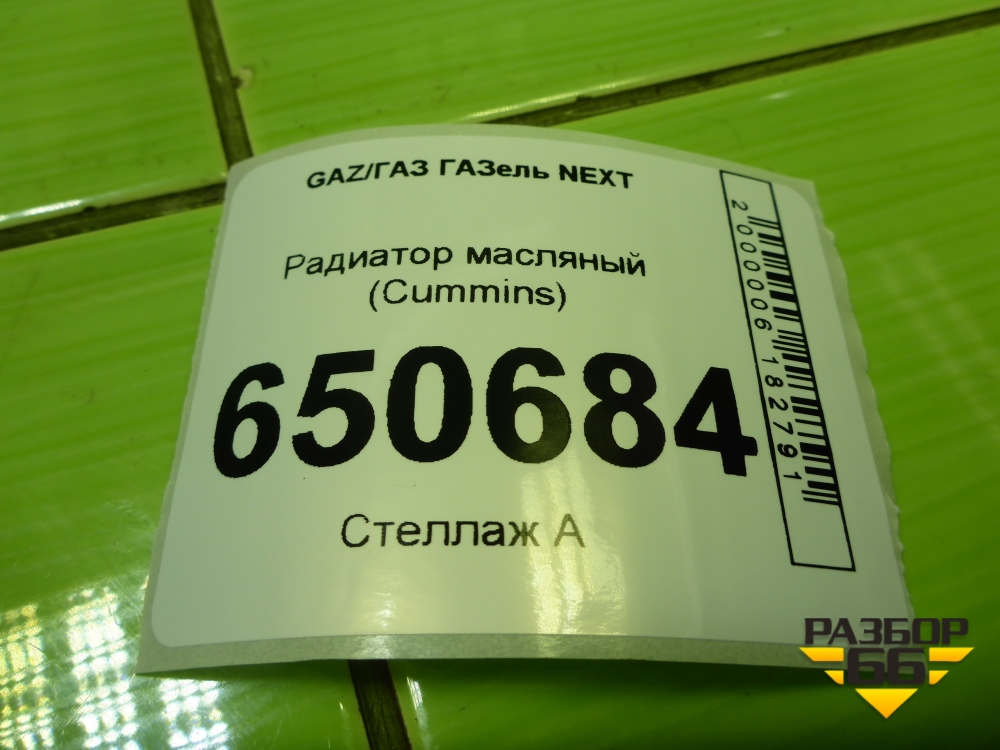 GAZ/ГАЗ ГАЗель NEXT
Радиатор масляный
(Cummins)
650684
Стеллаж А
2000006182791
РАЗБОР
66